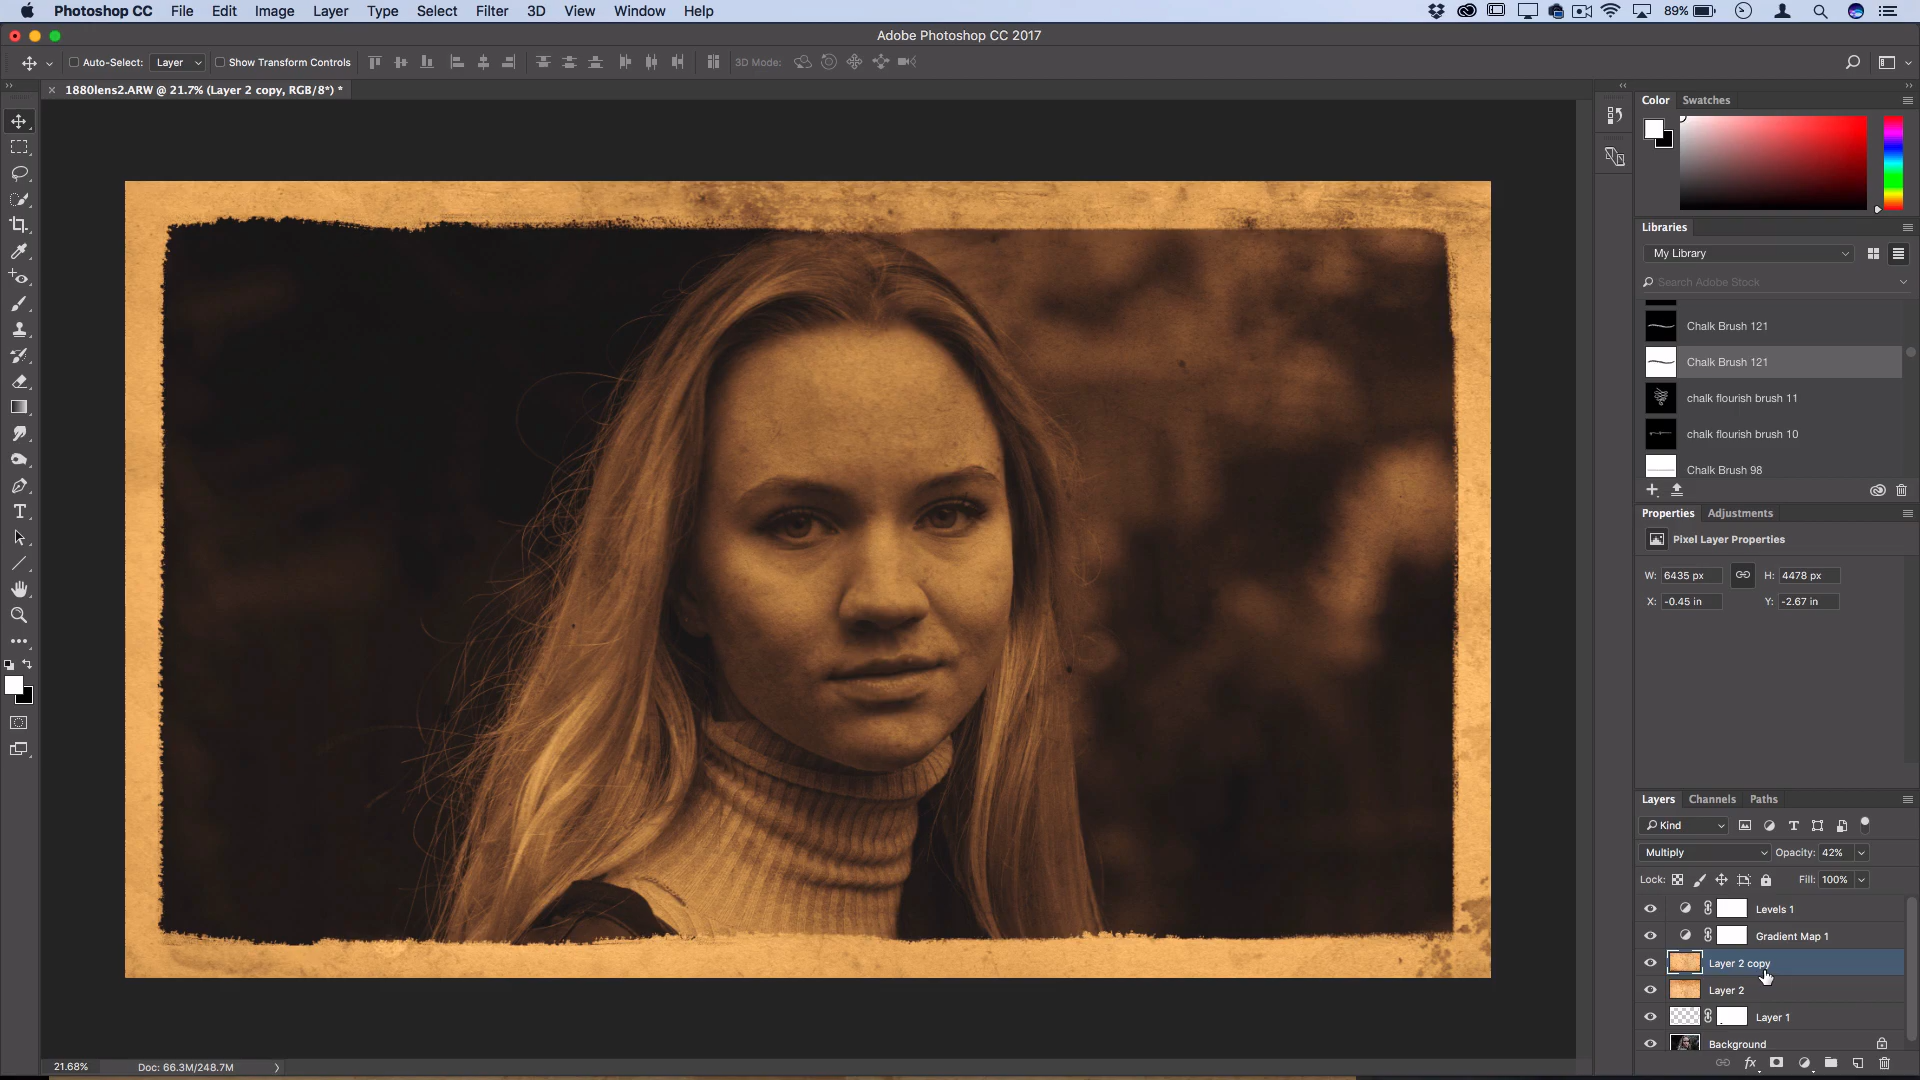 Photoshop CC File Edit Image Layer Type Select Filter 3D View Window Help 89%
Adobe Photoshop CC 2017
Auto-Select: Layer Show Transform Controls 3D Mode:
1880lens2.ARW @ 21.7% (Layer 2 copy, RGB/8*) *
Color Swatches
Libraries
My Library
Search Adobe Stock
Chalk Brush 121
Chalk Brush 121
chalk flourish brush 11
chalk flourish brush 10
Chalk Brush 98
Properties Adjustments
Pixel Layer Properties
W: 6435 px H: 4478 px
X: -0.45 in Y: -2.67 in
Layers Channels Paths
Kind
Multiply Opacity: 42%
Lock: Fill: 100%
Levels 1
Gradient Map 1
Layer 2 copy
Layer 2
Layer 1
Background
21.68% Doc: 66.3M/248.7M